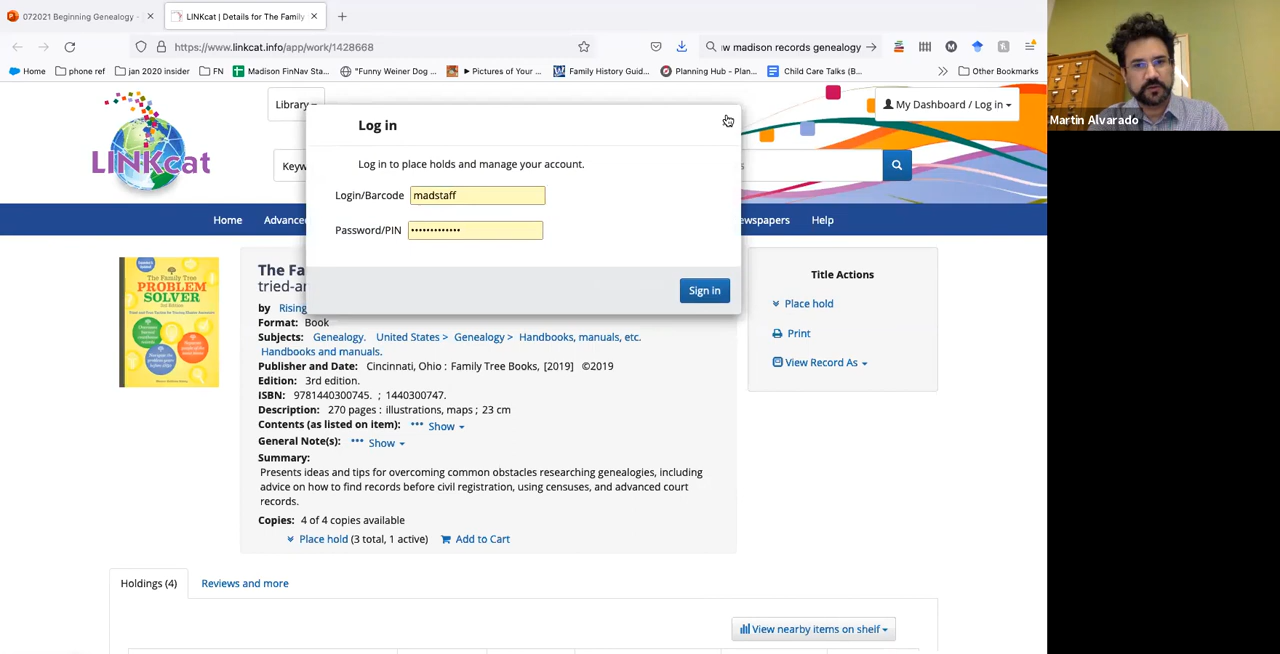 072021 Beginning Genealogy -
LINKcat | Details for The Family
https://www.linkcat.info/app/work/1428668
w madison records genealogy
Home
phone ref
jan 2020 insider
FN
Madison FinNav Sta...
"Funny Weiner Dog ...
►Pictures of Your ...
Family History Guid...
Planning Hub - Plan...
Child Care Talks (B...
Other Bookmarks
Martin Alvarado
LINKcat
Library
My Dashboard / Log in
Keyw
s
Log in
Log in to place holds and manage your account.
Login/Barcode madstaff
Password/PIN •••••••••••••
Sign in
Home
Advanced
ewspapers
Help
The Family Tree
PROBLEM
SOLVER
The Fa
tried-an
by Rising
Format: Book
Subjects: Genealogy. United States > Genealogy > Handbooks, manuals, etc.
Handbooks and manuals.
Publisher and Date: Cincinnati, Ohio : Family Tree Books, [2019] ©2019
Edition: 3rd edition.
ISBN: 9781440300745. ; 1440300747.
Description: 270 pages : illustrations, maps ; 23 cm
Contents (as listed on item): ••• Show
General Note(s): ••• Show
Summary:
Presents ideas and tips for overcoming common obstacles researching genealogies, including
advice on how to find records before civil registration, using censuses, and advanced court
records.
Copies: 4 of 4 copies available
Place hold (3 total, 1 active) Add to Cart
Title Actions
Place hold
Print
View Record As
Holdings (4)
Reviews and more
View nearby items on shelf